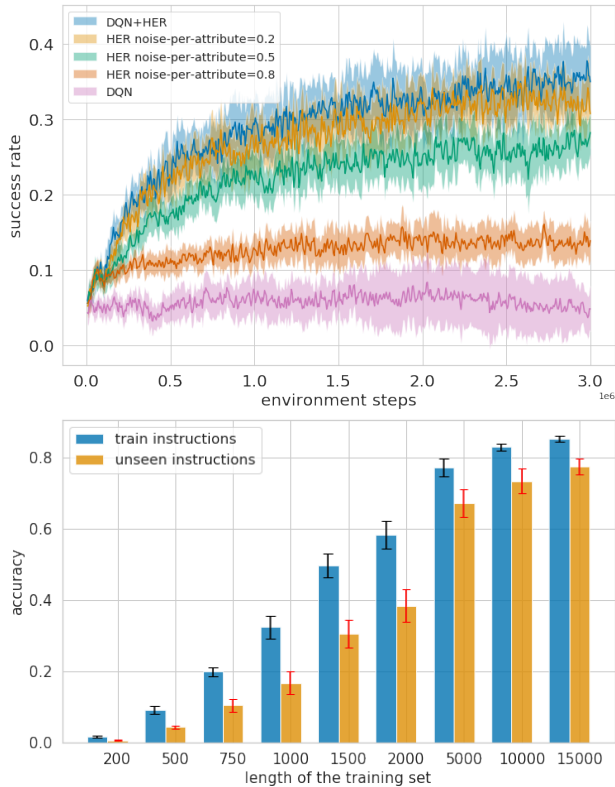 DQN+HER
HER noise-per-attribute=0.2
HER noise-per-attribute=0.5
HER noise-per-attribute=0.8
DQN
success rate
0.4
0.3
0.2
0.1
0.0
0.0 0.5 1.0 1.5 2.0 2.5 3.0
environment steps
1e6
train instructions
unseen instructions
accuracy
0.8
0.6
0.4
0.2
0.0
200 500 750 1000 1500 2000 5000 10000 15000
length of the training set